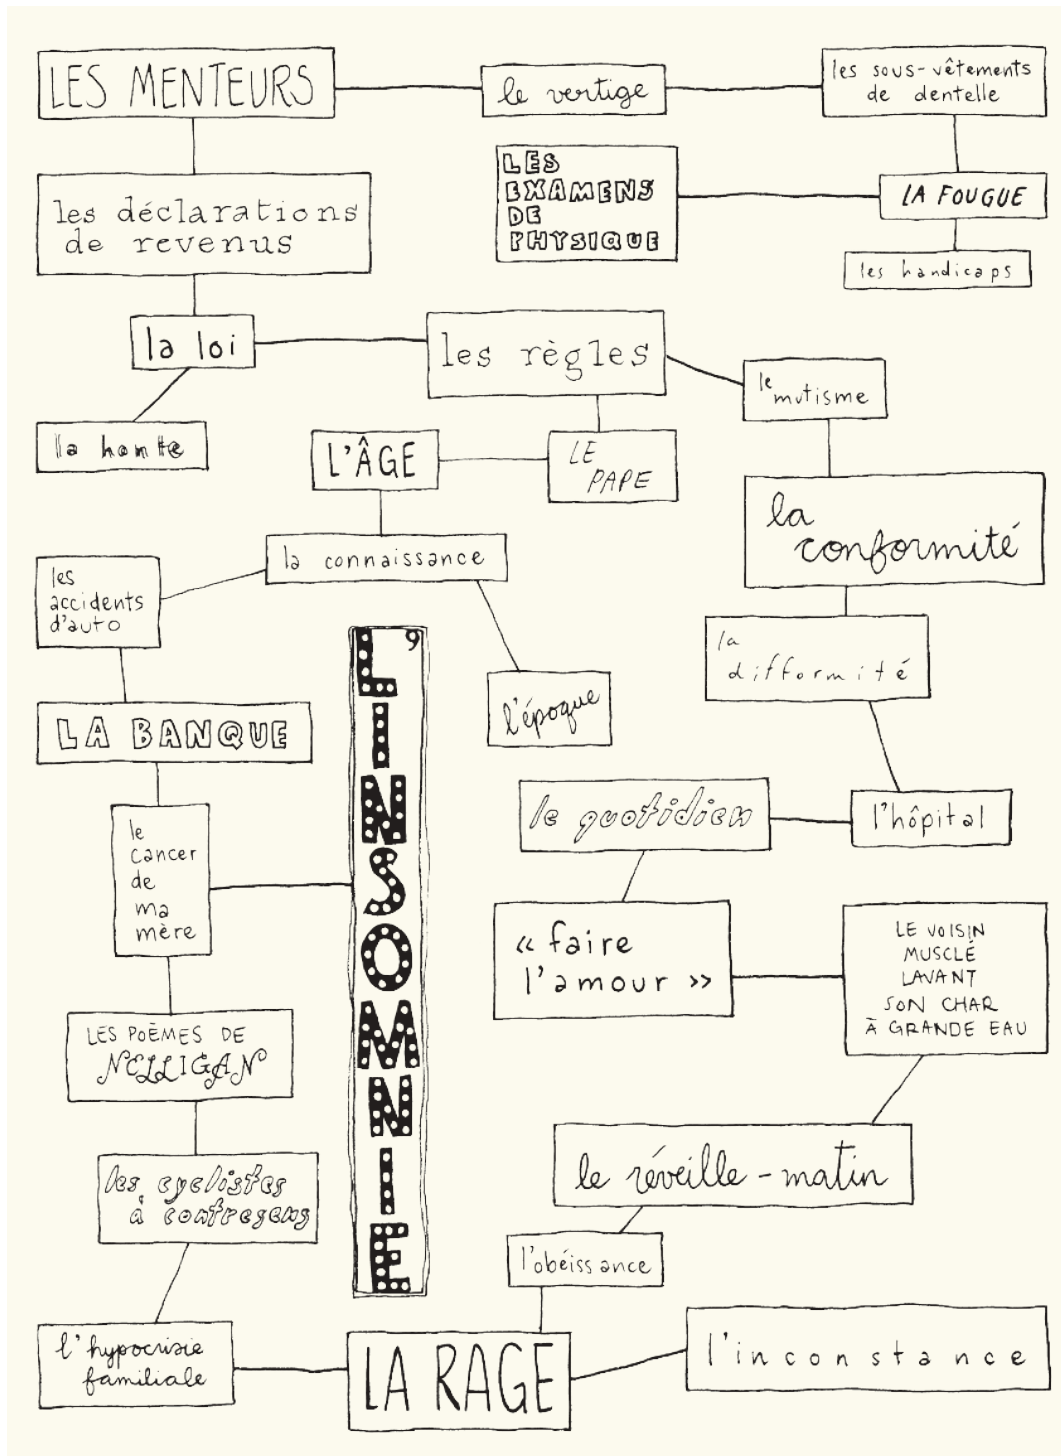 LES MENTEURS
le vertige
les sous-vêtements
de dentelle
LES
EXAMENS
DE
PHYSIQUE
LA FOUGUE
les déclarations
de revenus
les handicaps
la loi
les règles
le
mutisme
la honte
L'ÂGE
LE
PAPE
la
conformité
la connaissance
les
accidents
d'auto
la
difformité
L'INSOMNIE
l'époque
LA BANQUE
le quotidien
l'hôpital
le
cancer
de
ma
mère
« faire
l'amour »
LE VOISIN
MUSCLÉ
LAVANT
SON CHAR
À GRANDE EAU
LES POÈMES DE
NELLIGAN
le réveille-matin
les cyclistes
à contresens
l'obéissance
l'hypocrisie
familiale
LA RAGE
l'inconstance